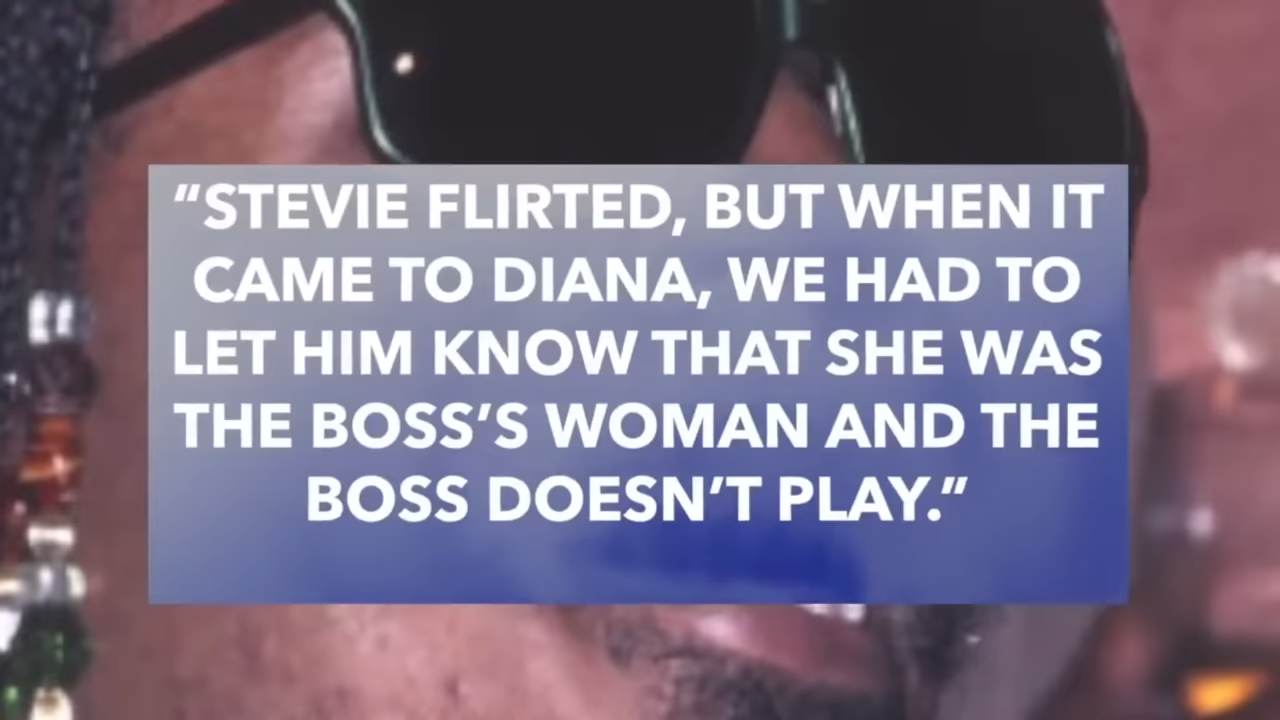 “STEVIE FLIRTED, BUT WHEN IT
CAME TO DIANA, WE HAD TO
LET HIM KNOW THAT SHE WAS
THE BOSS’S WOMAN AND THE
BOSS DOESN’T PLAY.”